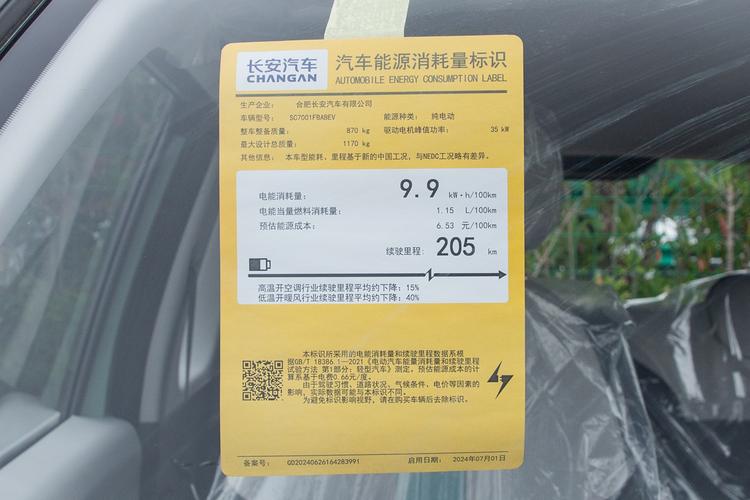 长安汽车
CHANGAN
汽车能源消耗量标识
AUTOMOBILE ENERGY CONSUMPTION LABEL
生产企业： 合肥长安汽车有限公司
车辆型号： SC7001FBABEV 能源种类： 纯电动
整车整备质量： 870 kg 驱动电机峰值功率： 35 kW
最大设计总质量： 1170 kg
其他信息： 本车型能耗、里程基于新的中国工况，与NEDC工况略有差异。
电能消耗量： 9.9 kW·h/100km
电能当量燃料消耗量： 1.15 L/100km
预估能源成本： 6.53 元/100km
续驶里程： 205 km
高温开空调行业续驶里程平均约下降：15%
低温开暖风行业续驶里程平均约下降：40%
本标识所采用的电能消耗量和续驶里程数据系根
据GB/T 18386.1—2021《电动汽车能量消耗量和续驶里程
试验方法 第1部分：轻型汽车》测定。预估能源成本的计
算系基于电费0.66元/度。
由于驾驶习惯、道路状况、气候条件、电价等因素的
影响，实际数据可能与本标识不同。
为避免标识影响视野，请在购买车辆后去除标识。
备案号： QD20240626164283991 启用日期： 2024年07月01日